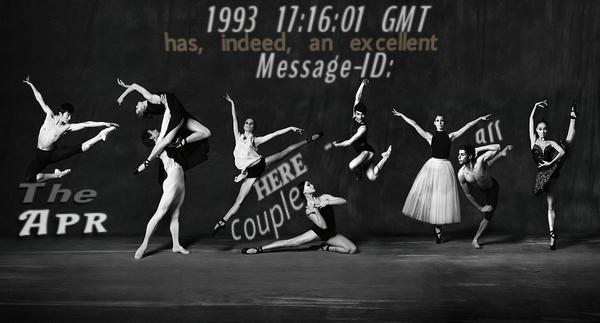 1993 17:16:01 GMT
has, indeed, an excellent
Message-ID:
all
HERE
The
couple
APR